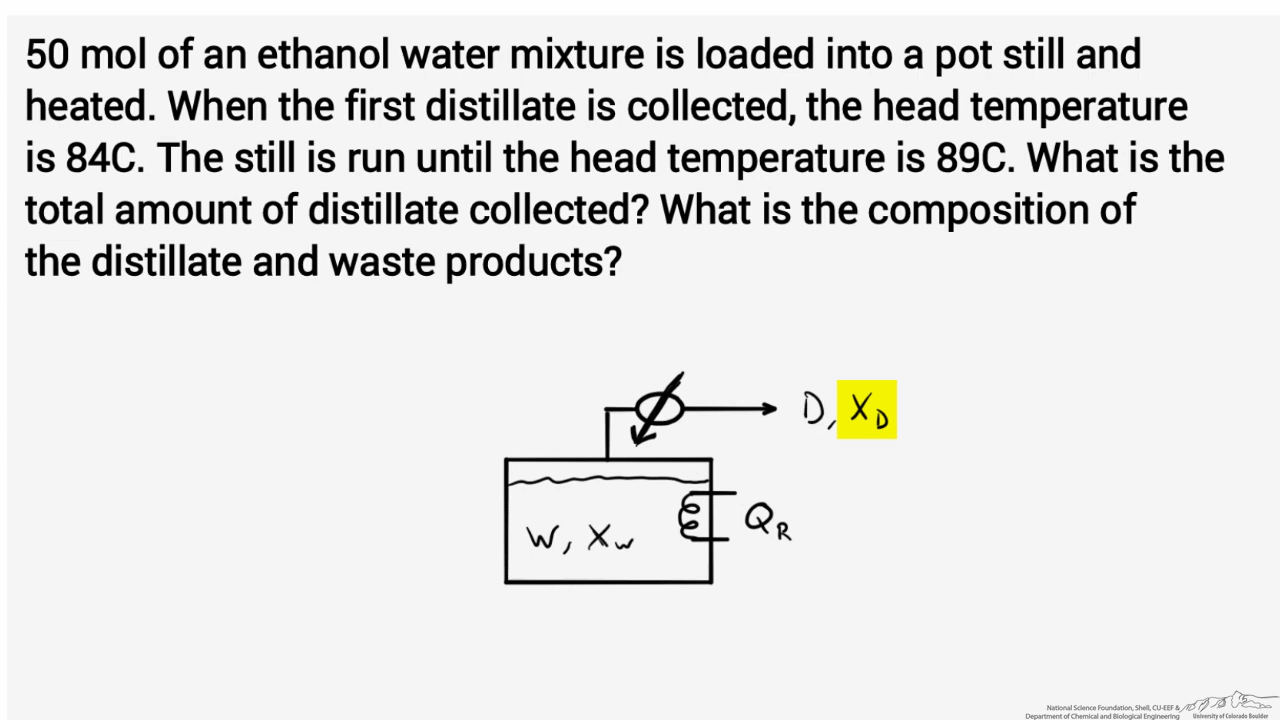 50 mol of an ethanol water mixture is loaded into a pot still and
heated. When the first distillate is collected, the head temperature
is 84C. The still is run until the head temperature is 89C. What is the
total amount of distillate collected? What is the composition of
the distillate and waste products?
D, X_D
W, X_w
Q_R
National Science Foundation, Shell, CU-EEF &
Department of Chemical and Biological Engineering
University of Colorado Boulder